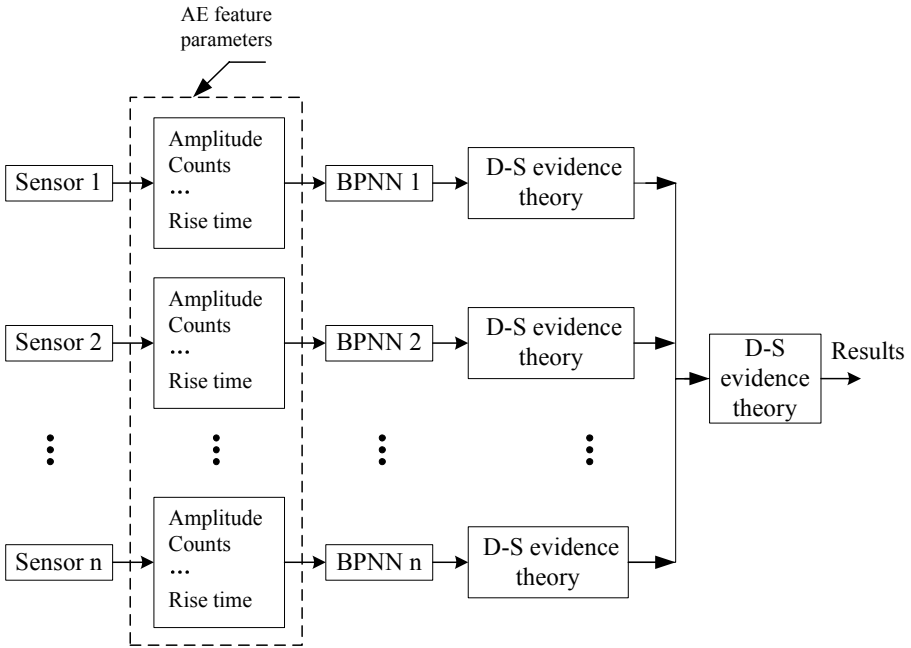 AE feature
parameters
Sensor 1
Amplitude
Counts
...
Rise time
BPNN 1
D-S evidence
theory
Sensor 2
Amplitude
Counts
...
Rise time
BPNN 2
D-S evidence
theory
D-S
evidence
theory
Results
Sensor n
Amplitude
Counts
...
Rise time
BPNN n
D-S evidence
theory